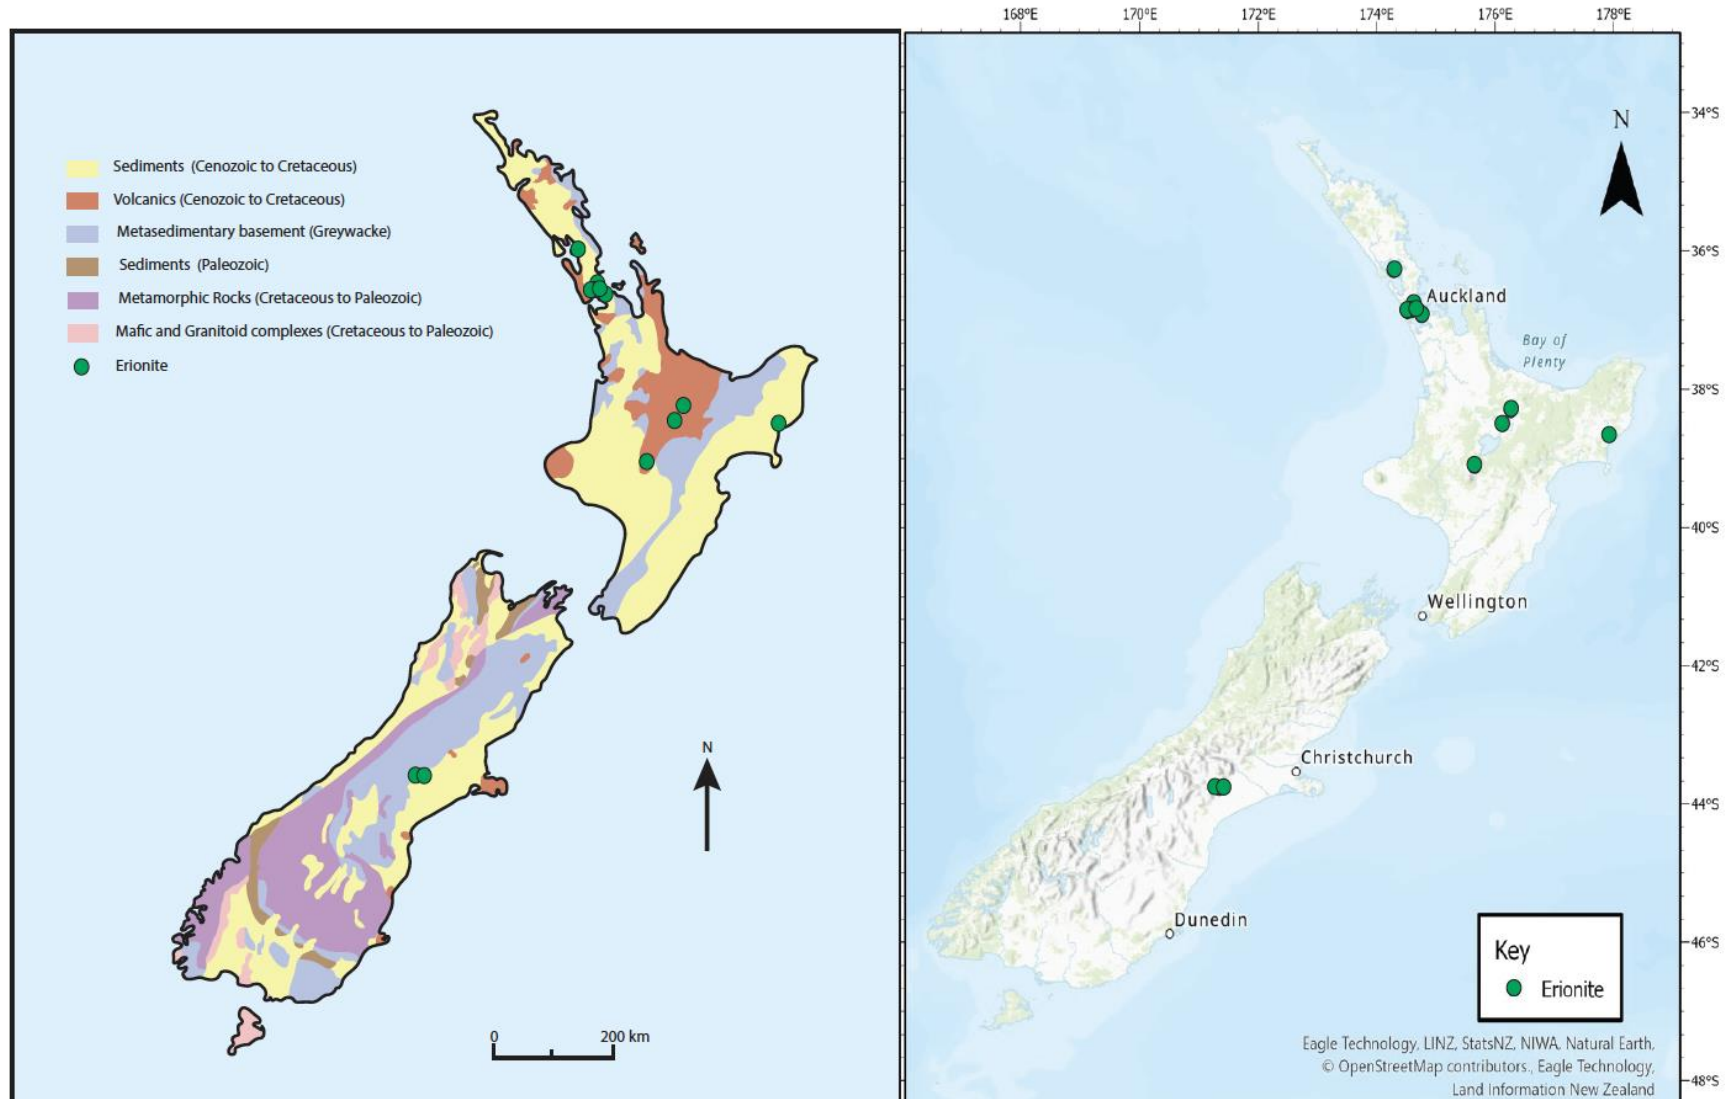 Sediments (Cenozoic to Cretaceous)
Volcanics (Cenozoic to Cretaceous)
Metasedimentary basement (Greywacke)
Sediments (Paleozoic)
Metamorphic Rocks (Cretaceous to Paleozoic)
Mafic and Granitoid complexes (Cretaceous to Paleozoic)
Erionite
N
0 200 km
168°E 170°E 172°E 174°E 176°E 178°E
34°S
N
36°S
Auckland
Bay of
Plenty
38°S
40°S
Wellington
42°S
Christchurch
44°S
Dunedin
46°S
Key
Erionite
Eagle Technology, LINZ, StatsNZ, NIWA, Natural Earth,
© OpenStreetMap contributors., Eagle Technology,
Land Information New Zealand
48°S